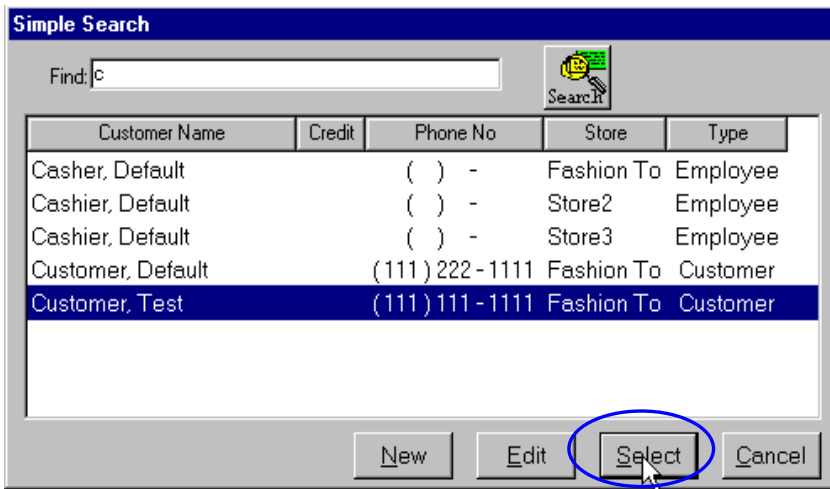 Simple Search
Find: c
Search
Customer Name Credit Phone No Store Type
Casher, Default ( ) - Fashion To Employee
Cashier, Default ( ) - Store2 Employee
Cashier, Default ( ) - Store3 Employee
Customer, Default (111) 222-1111 Fashion To Customer
Customer, Test (111) 111-1111 Fashion To Customer
New Edit Select Cancel